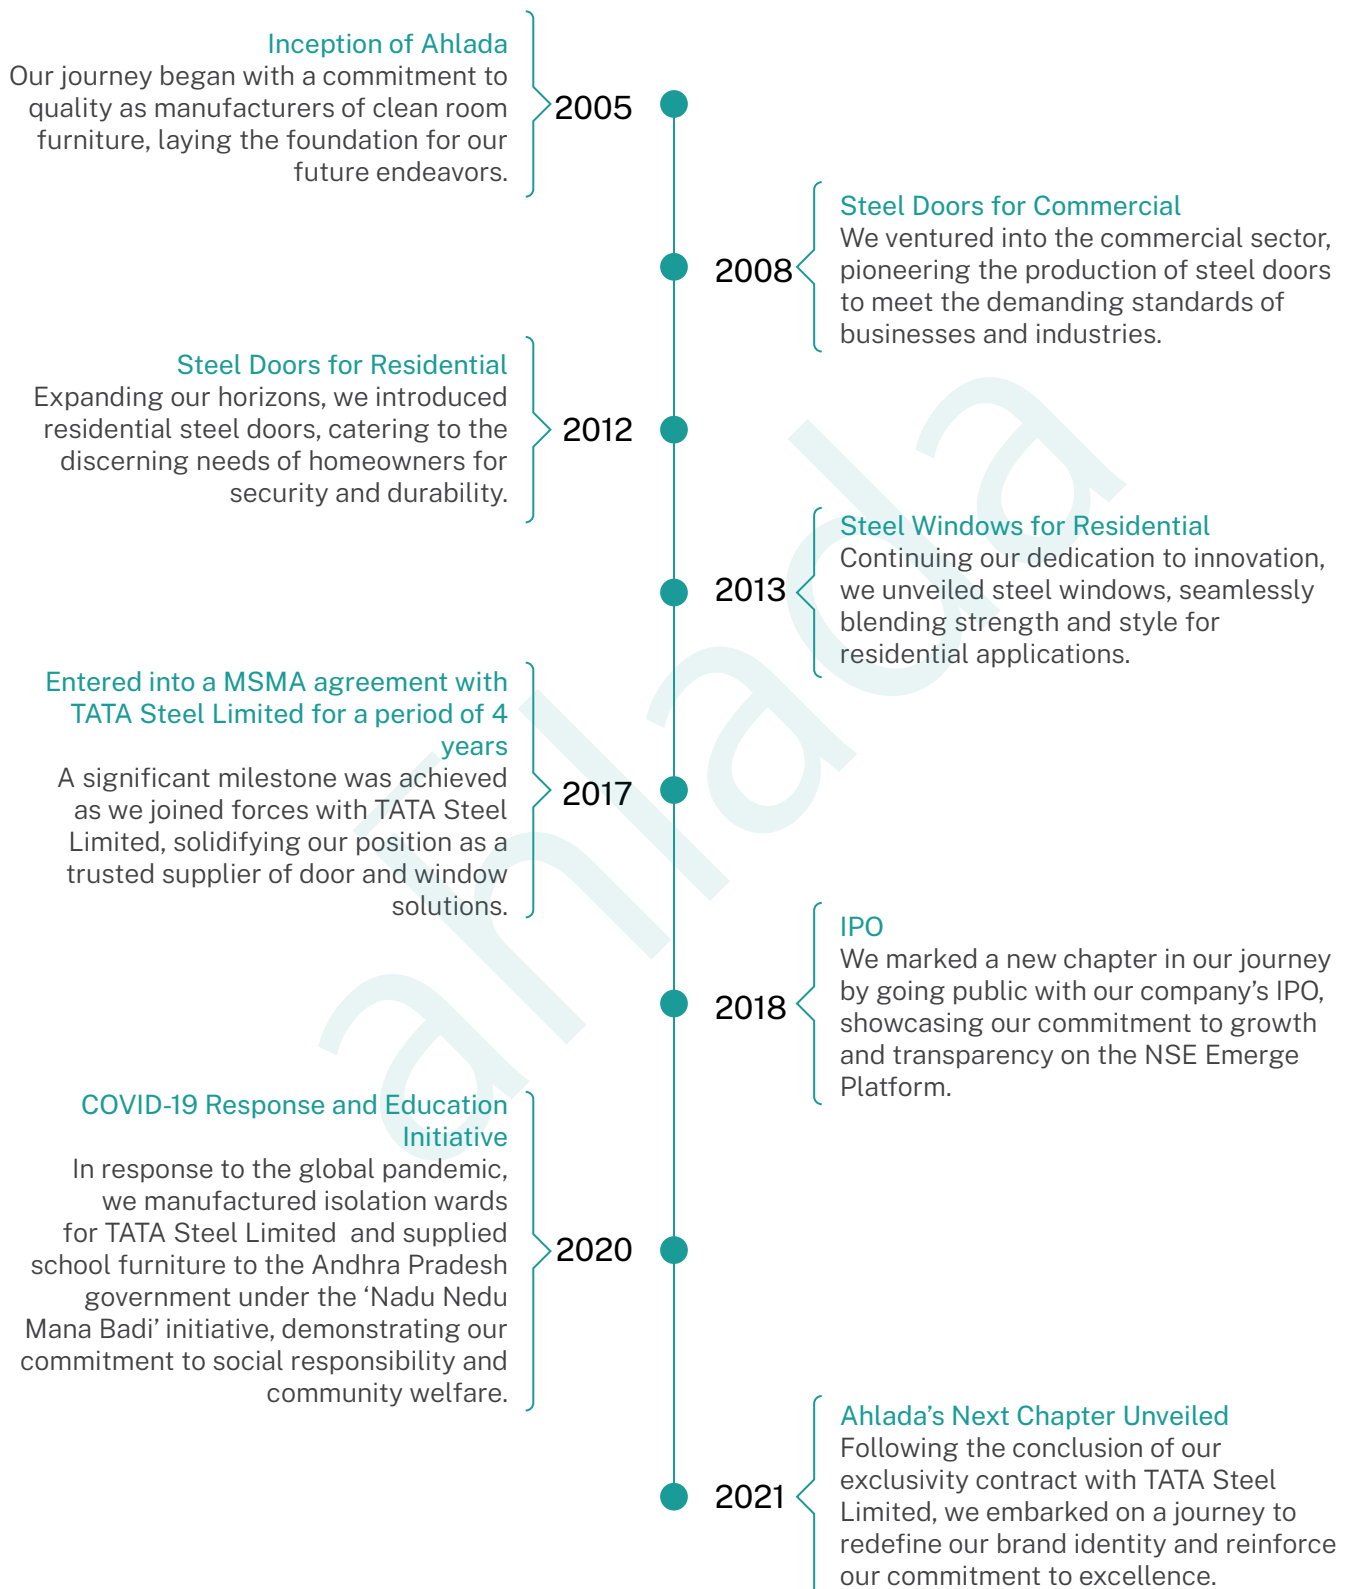 Inception of Ahlada
Our journey began with a commitment to
quality as manufacturers of clean room
furniture, laying the foundation for our
future endeavors.
2005
Steel Doors for Commercial
We ventured into the commercial sector,
pioneering the production of steel doors
to meet the demanding standards of
businesses and industries.
2008
Steel Doors for Residential
Expanding our horizons, we introduced
residential steel doors, catering to the
discerning needs of homeowners for
security and durability.
2012
Steel Windows for Residential
Continuing our dedication to innovation,
we unveiled steel windows, seamlessly
blending strength and style for
residential applications.
2013
Entered into a MSMA agreement with
TATA Steel Limited for a period of 4
years
A significant milestone was achieved
as we joined forces with TATA Steel
Limited, solidifying our position as a
trusted supplier of door and window
solutions.
2017
IPO
We marked a new chapter in our journey
by going public with our company’s IPO,
showcasing our commitment to growth
and transparency on the NSE Emerge
Platform.
2018
COVID-19 Response and Education
Initiative
In response to the global pandemic,
we manufactured isolation wards
for TATA Steel Limited  and supplied
school furniture to the Andhra Pradesh
government under the ‘Nadu Nedu
Mana Badi’ initiative, demonstrating our
commitment to social responsibility and
community welfare.
2020
Ahlada’s Next Chapter Unveiled
Following the conclusion of our
exclusivity contract with TATA Steel
Limited, we embarked on a journey to
redefine our brand identity and reinforce
our commitment to excellence.
2021
ahlada